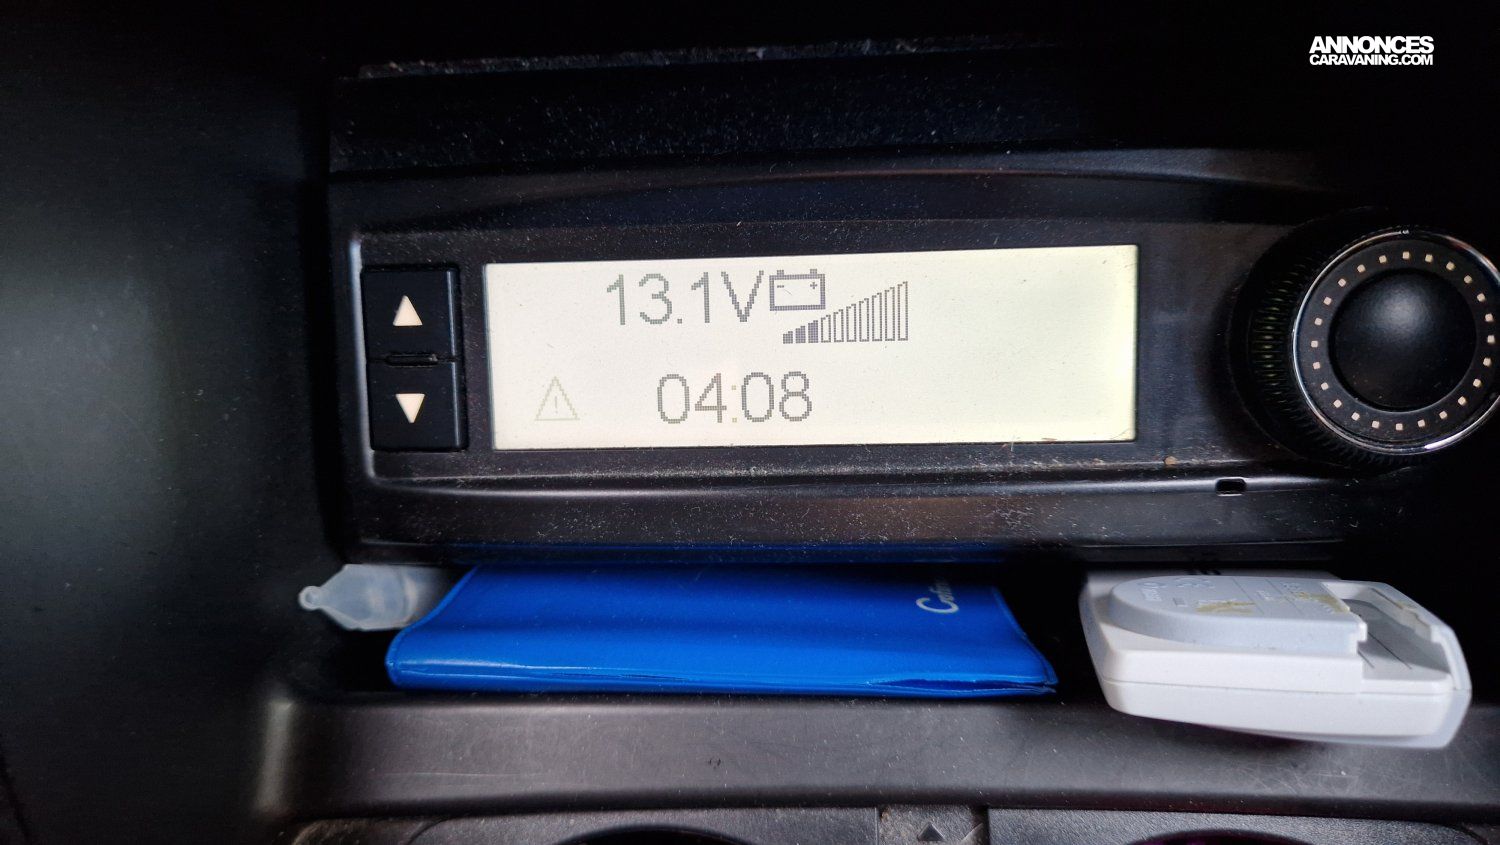 ANNONCES
CARAVANING.COM
13.1V
04:08